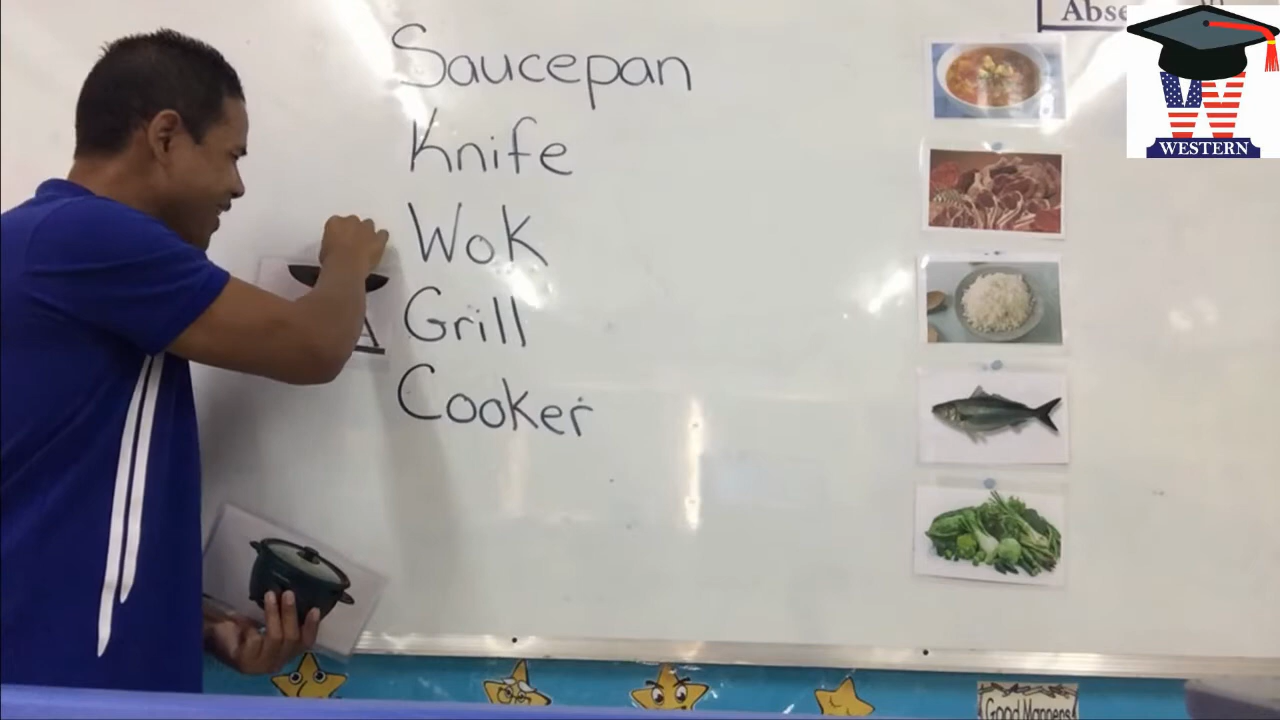 Saucepan
Knife
Wok
Grill
Cooker
WESTERN
Good Manners